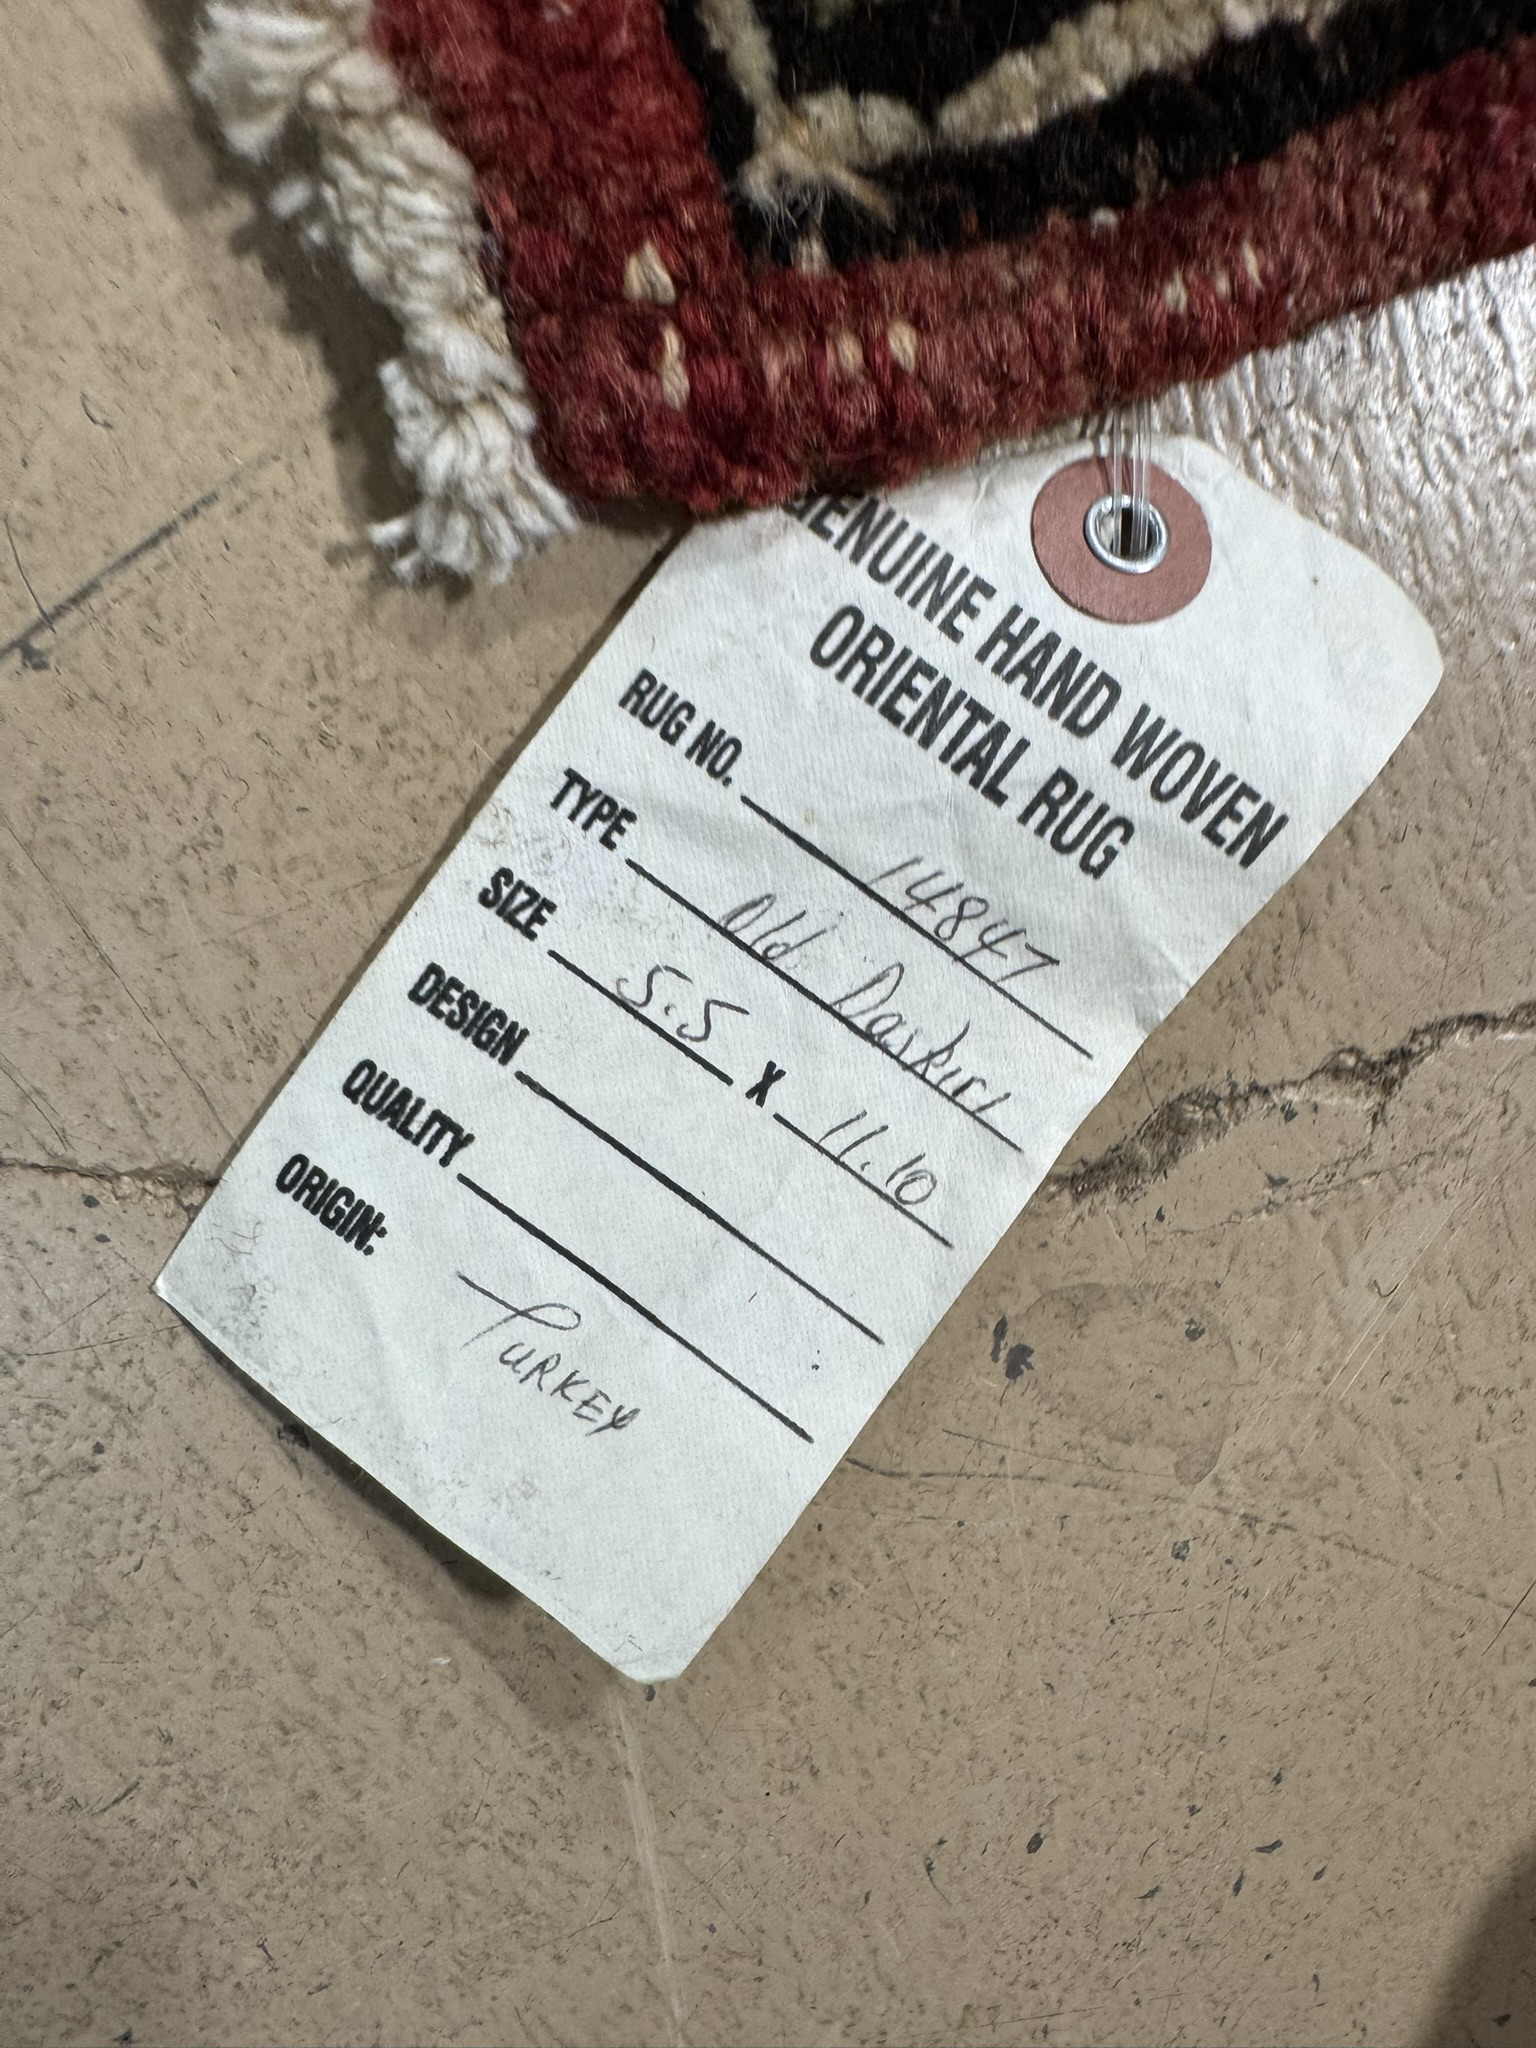 GENUINE HAND WOVEN
ORIENTAL RUG
RUG NO. 14847
TYPE Old Daskiri
SIZE 5.5 X 11.10
DESIGN
QUALITY
ORIGIN:
TURKEY